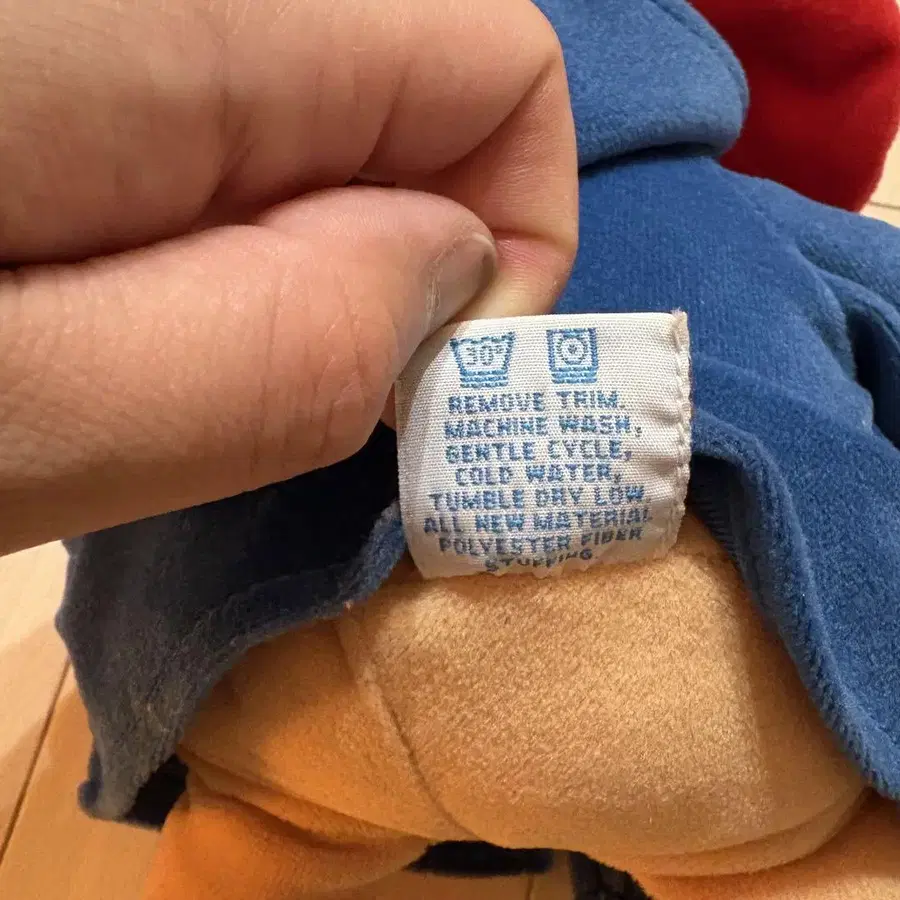 30°
REMOVE TRIM.
MACHINE WASH,
GENTLE CYCLE,
COLD WATER,
TUMBLE DRY LOW.
ALL NEW MATERIAL
POLYESTER FIBER
STUFFING.